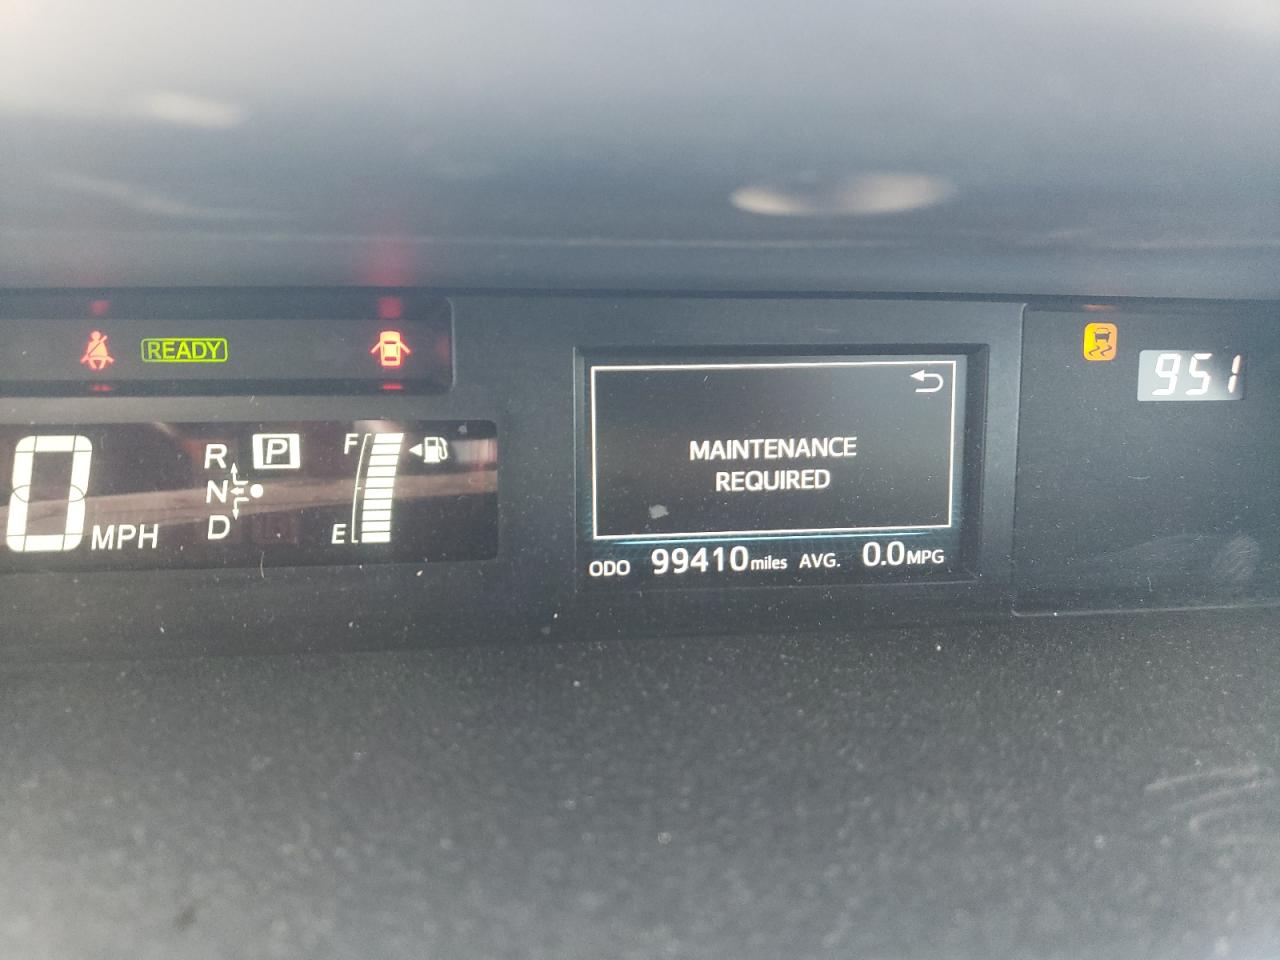 READY
951
0 MPH
R P
N
D
F
E
MAINTENANCE
REQUIRED
ODO 99410 miles AVG. 0.0 MPG